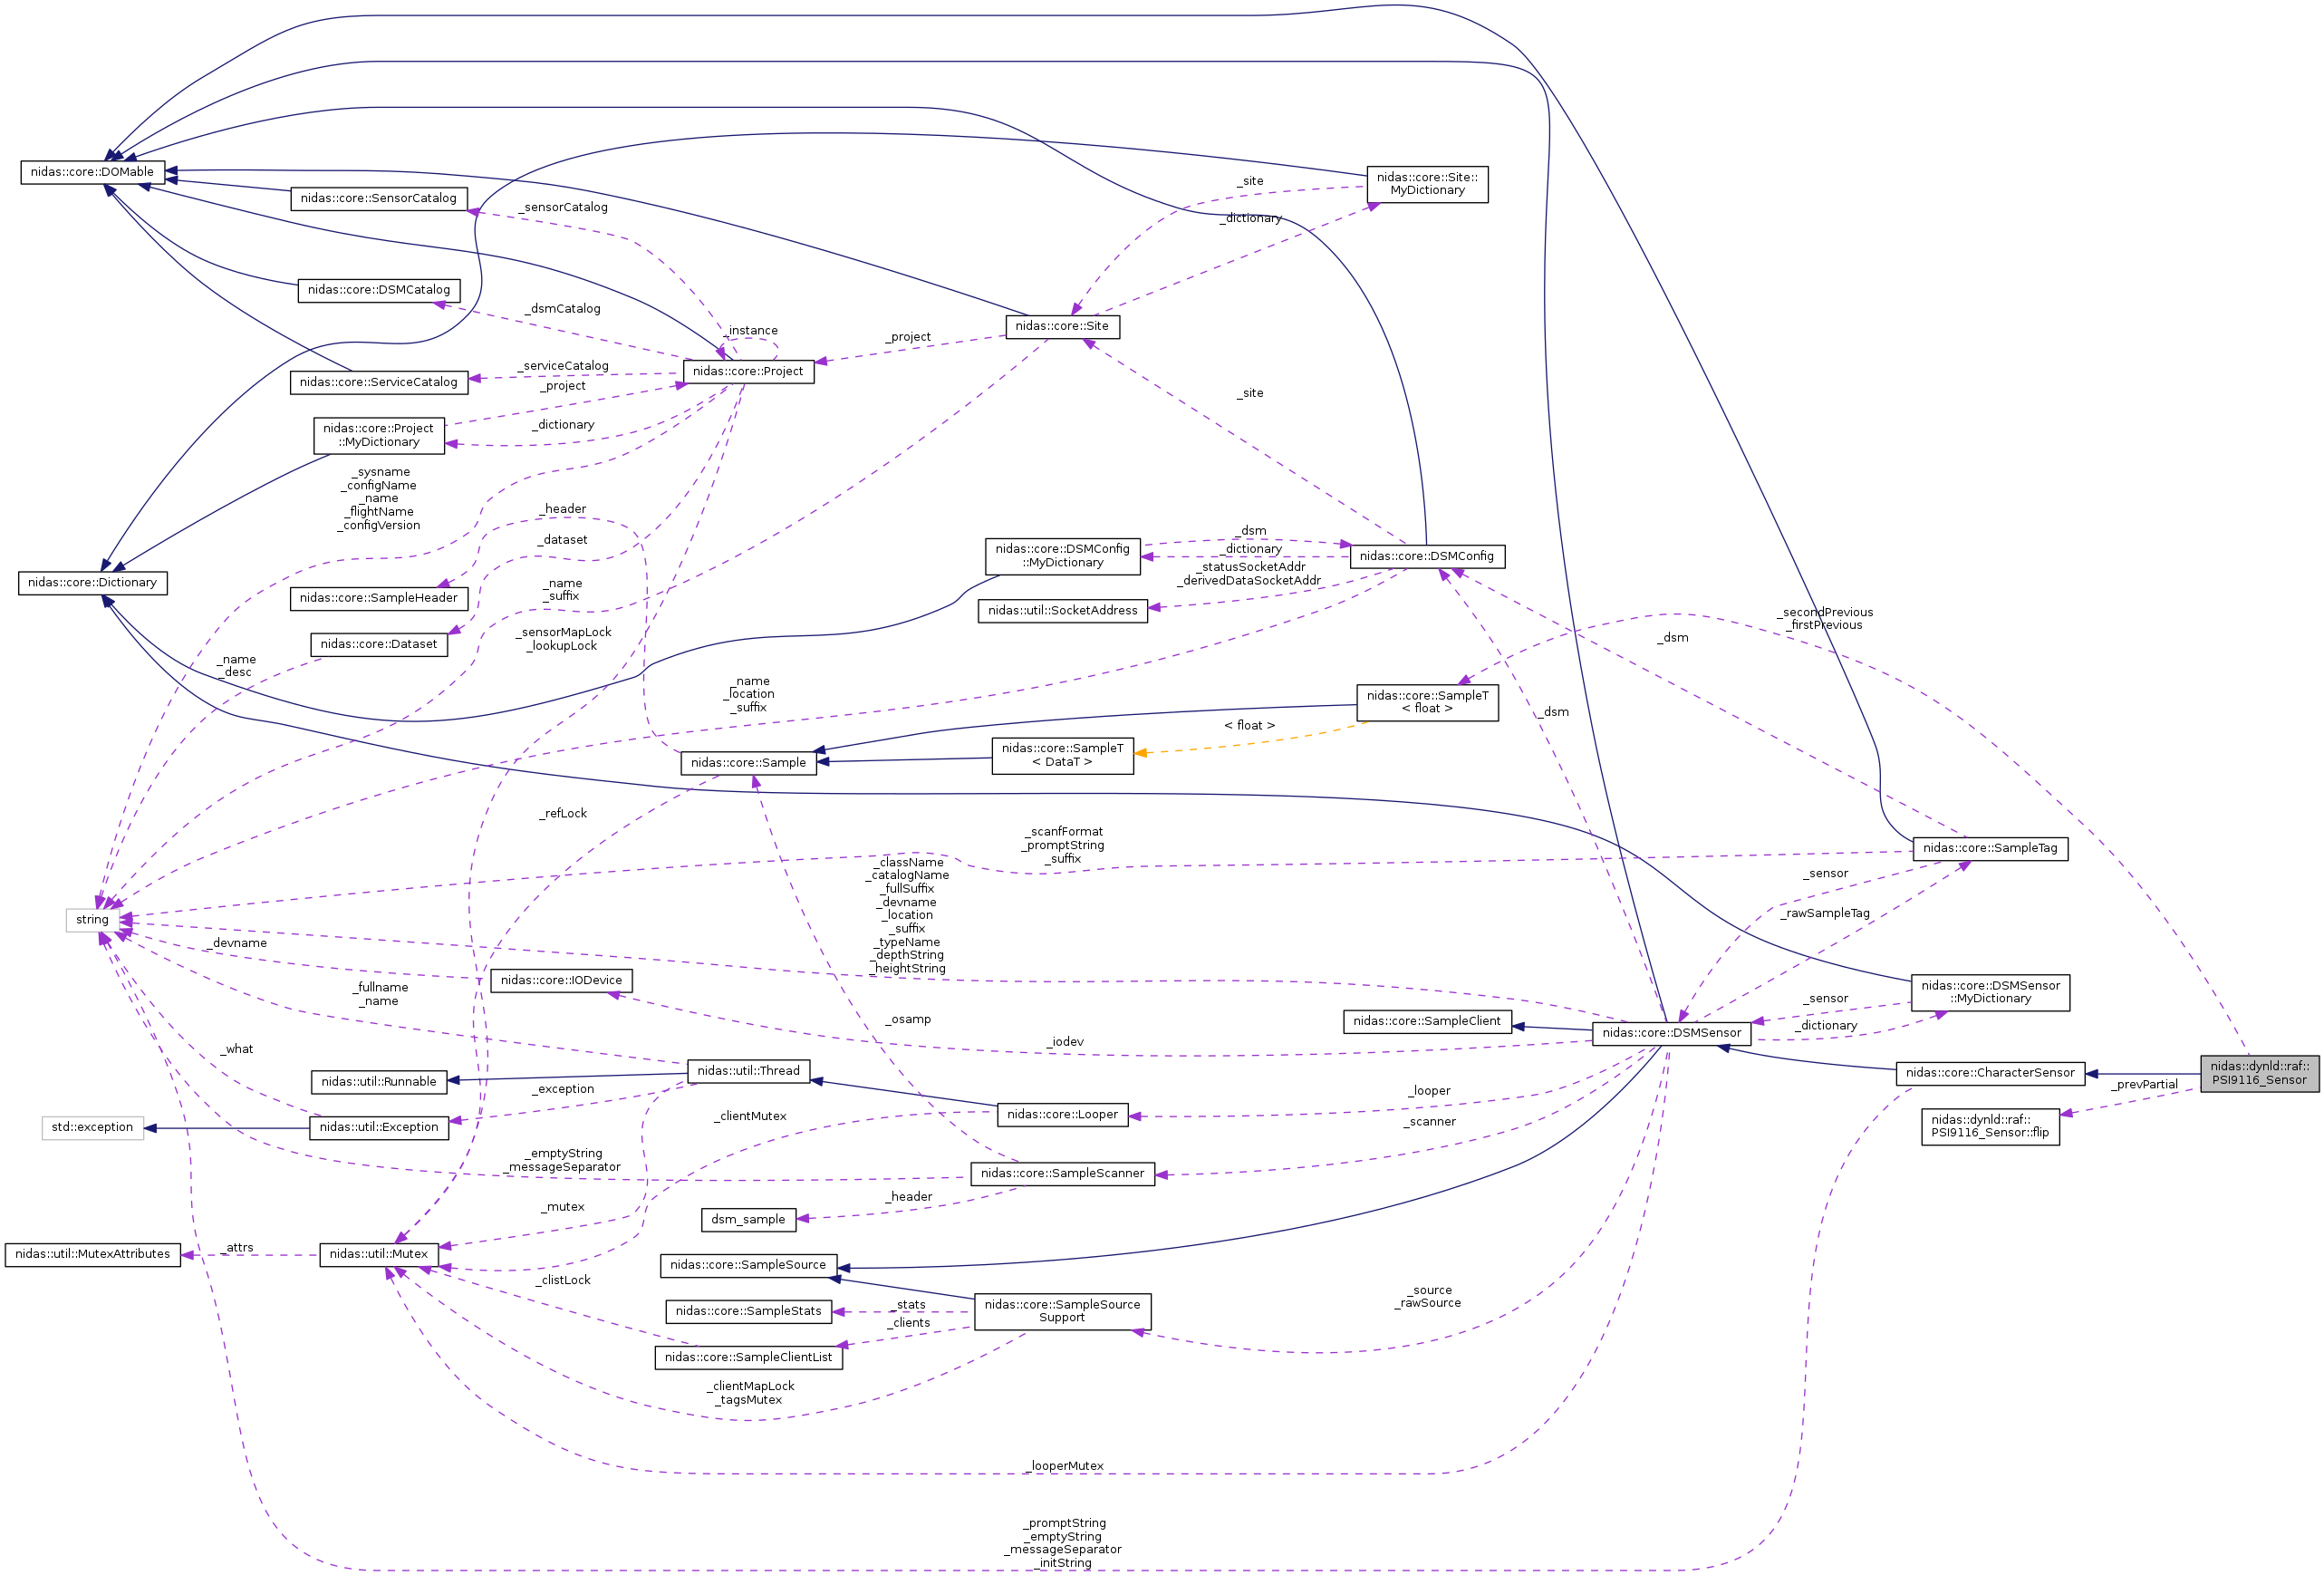 nidas::core::DOMable
nidas::core::Site::
MyDictionary
_site
_sensorCatalog
nidas::core::SensorCatalog
_dictionary
nidas::core::DSMCatalog
_dsmCatalog
_instance
nidas::core::Site
_project
nidas::core::Project
_serviceCatalog
nidas::core::ServiceCatalog
_project
_site
_dictionary
nidas::core::Project
::MyDictionary
_sysname
_configName
_name
_flightName
_configVersion
_header
_dataset
_dsm
nidas::core::DSMConfig
::MyDictionary
_dictionary
nidas::core::DSMConfig
_statusSocketAddr
_derivedDataSocketAddr
nidas::core::Dictionary
_name
_suffix
nidas::core::SampleHeader
nidas::util::SocketAddress
_secondPrevious
_firstPrevious
_sensorMapLock
_lookupLock
nidas::core::Dataset
_dsm
_name
_desc
_name
_location
_suffix
nidas::core::SampleT
< float >
_dsm
< float >
nidas::core::SampleT
< DataT >
nidas::core::Sample
_refLock
_scanfFormat
_promptString
_suffix
nidas::core::SampleTag
_className
_catalogName
_fullSuffix
_devname
_location
_suffix
_typeName
_depthString
_heightString
_sensor
_rawSampleTag
string
_devname
nidas::core::IODevice
_fullname
_name
nidas::core::DSMSensor
::MyDictionary
_sensor
_dictionary
_osamp
nidas::core::SampleClient
nidas::core::DSMSensor
_iodev
_what
nidas::util::Thread
nidas::util::Runnable
_exception
nidas::core::CharacterSensor
nidas::dynld::raf::
PSI9116_Sensor
_prevPartial
_looper
_clientMutex
nidas::core::Looper
_scanner
std::exception
nidas::util::Exception
nidas::dynld::raf::
PSI9116_Sensor::flip
_emptyString
_messageSeparator
nidas::core::SampleScanner
_header
_mutex
dsm_sample
_attrs
nidas::util::MutexAttributes
nidas::util::Mutex
nidas::core::SampleSource
_clistLock
_source
_rawSource
nidas::core::SampleStats
_stats
nidas::core::SampleSource
Support
_clients
nidas::core::SampleClientList
_clientMapLock
_tagsMutex
_looperMutex
_promptString
_emptyString
_messageSeparator
_initString